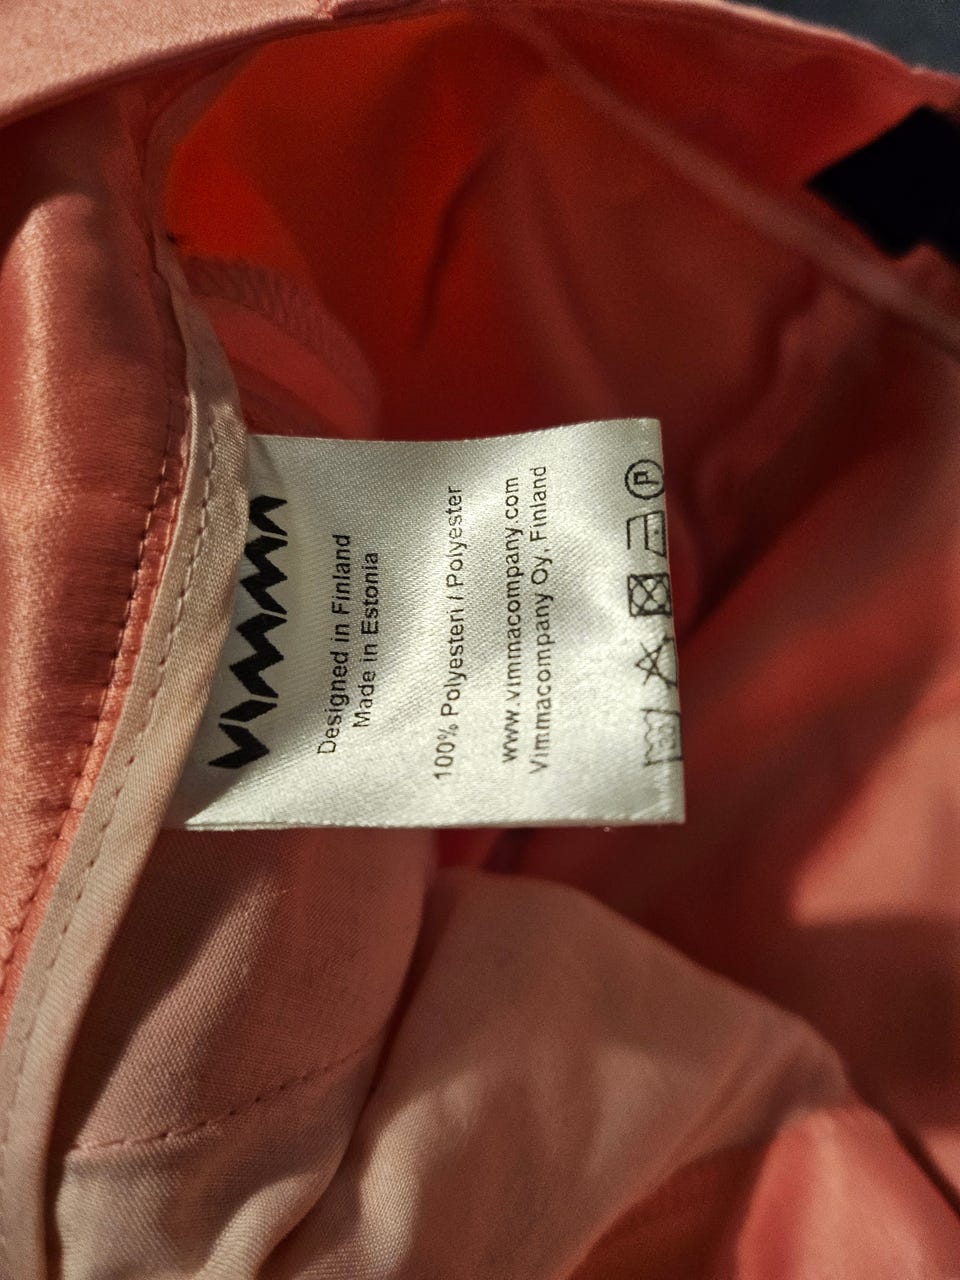 VIMMA
Designed in Finland
Made in Estonia
100% Polyesteri / Polyester
www.vimmacompany.com
Vimmacompany Oy, Finland
P